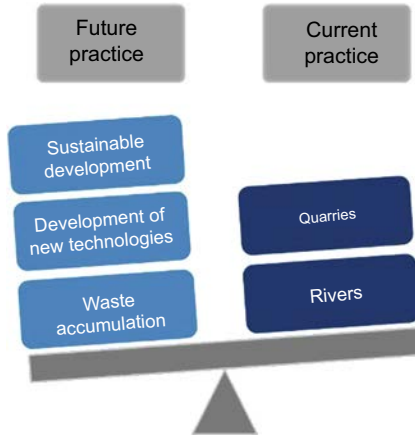 Future
practice
Current
practice
Sustainable
development
Development of
new technologies
Waste
accumulation
Quarries
Rivers